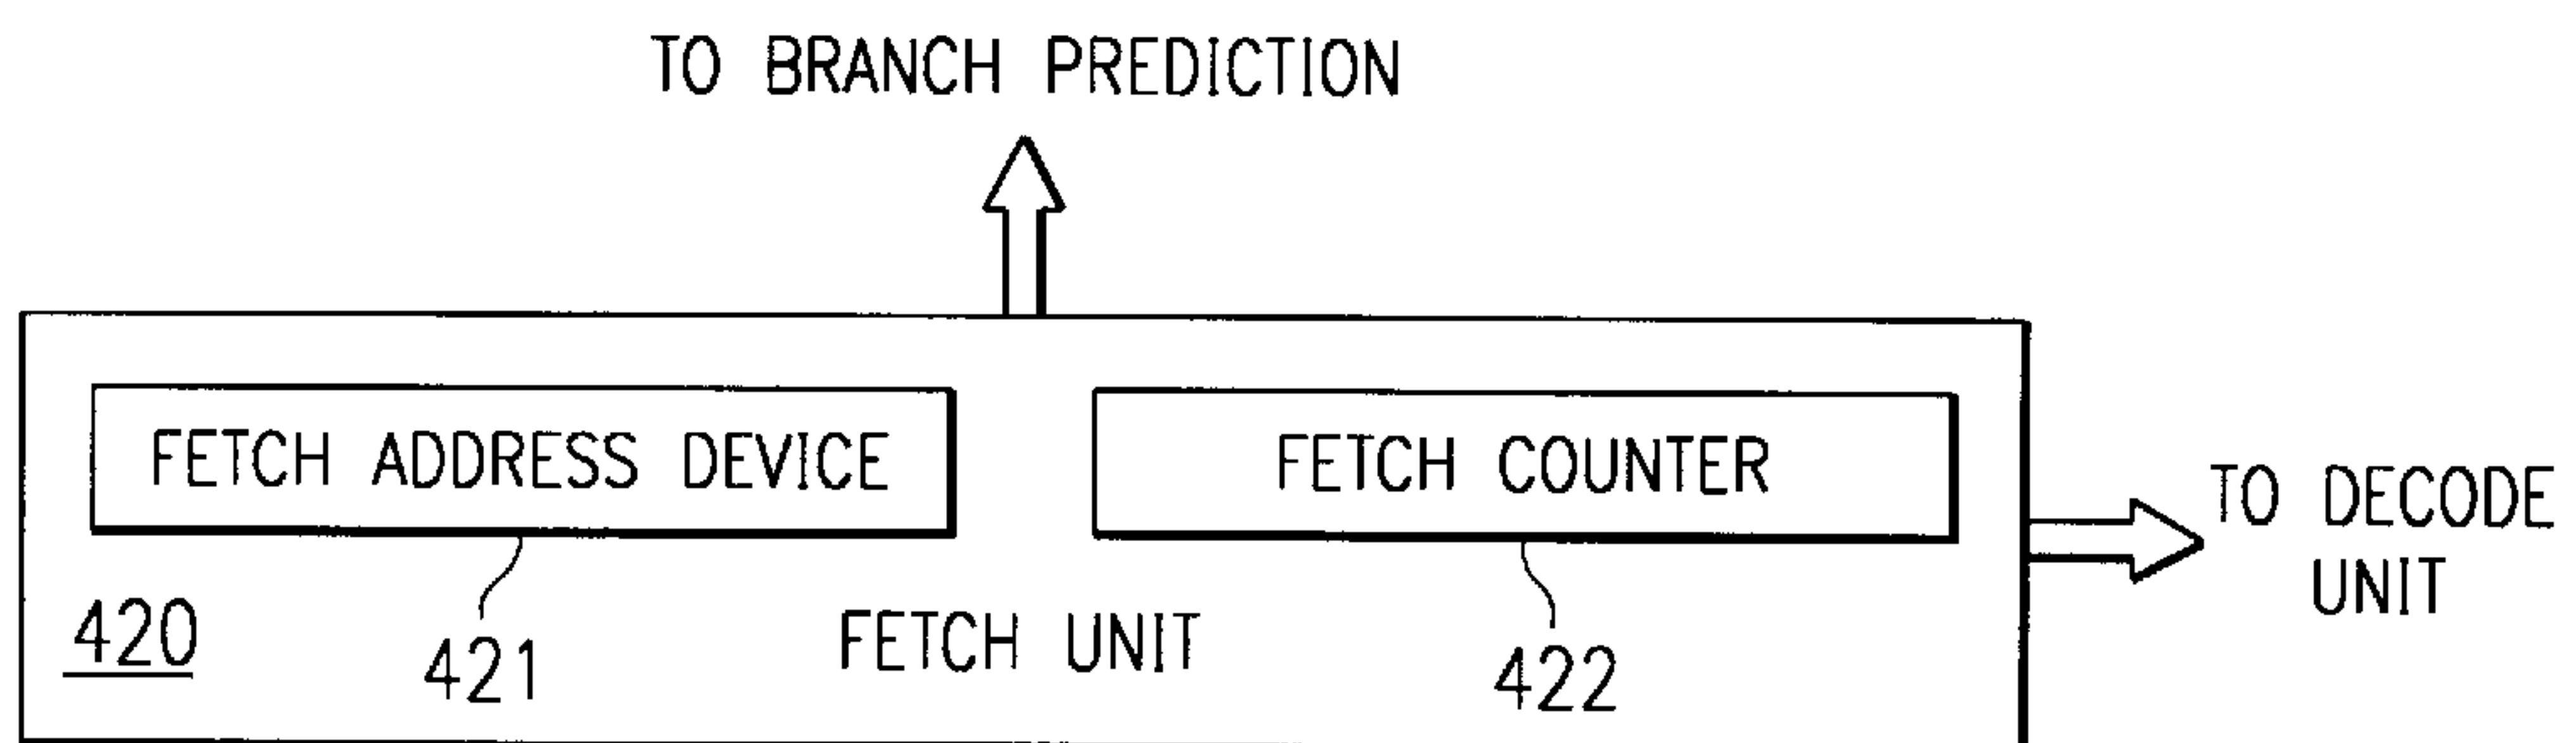 TO BRANCH PREDICTION
FETCH ADDRESS DEVICE
FETCH COUNTER
TO DECODE
UNIT
420
421
FETCH UNIT
422